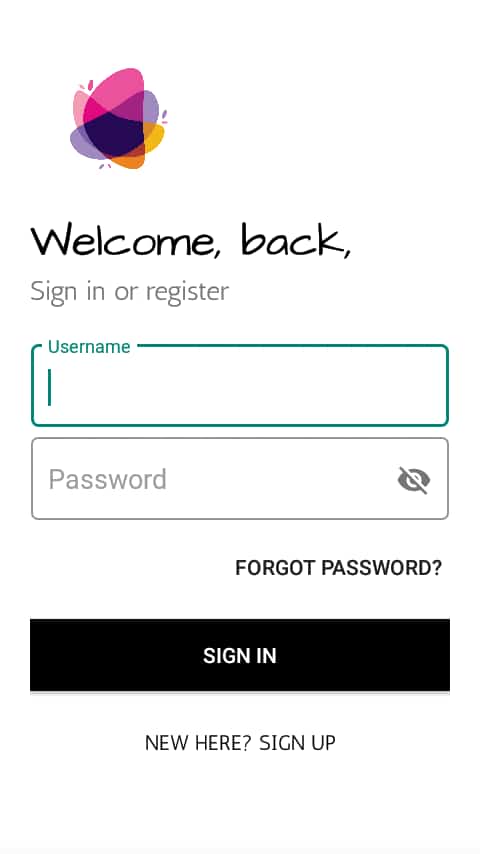 Welcome, back,
Sign in or register
Username
Password
FORGOT PASSWORD?
SIGN IN
NEW HERE? SIGN UP